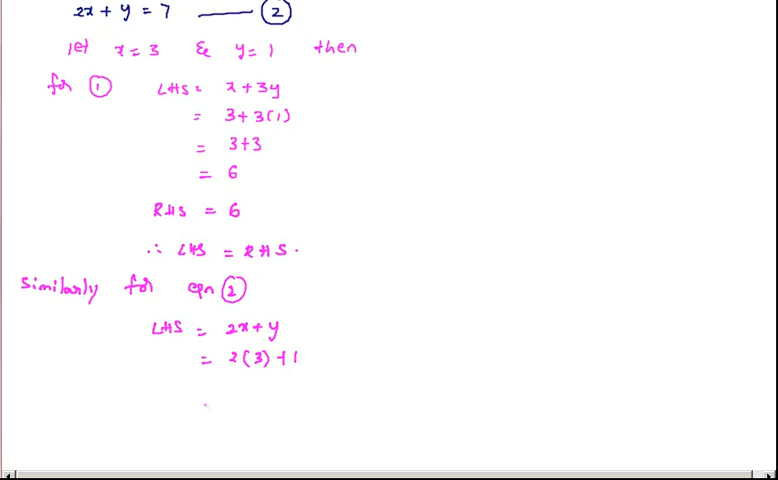 2x + y = 7 ——— ②
let x = 3 & y = 1 then
for ① LHS = x + 3y
= 3 + 3(1)
= 3+3
= 6
RHS = 6
∴ LHS = RHS.
Similarly for eqn ②
LHS = 2x + y
= 2(3) + 1